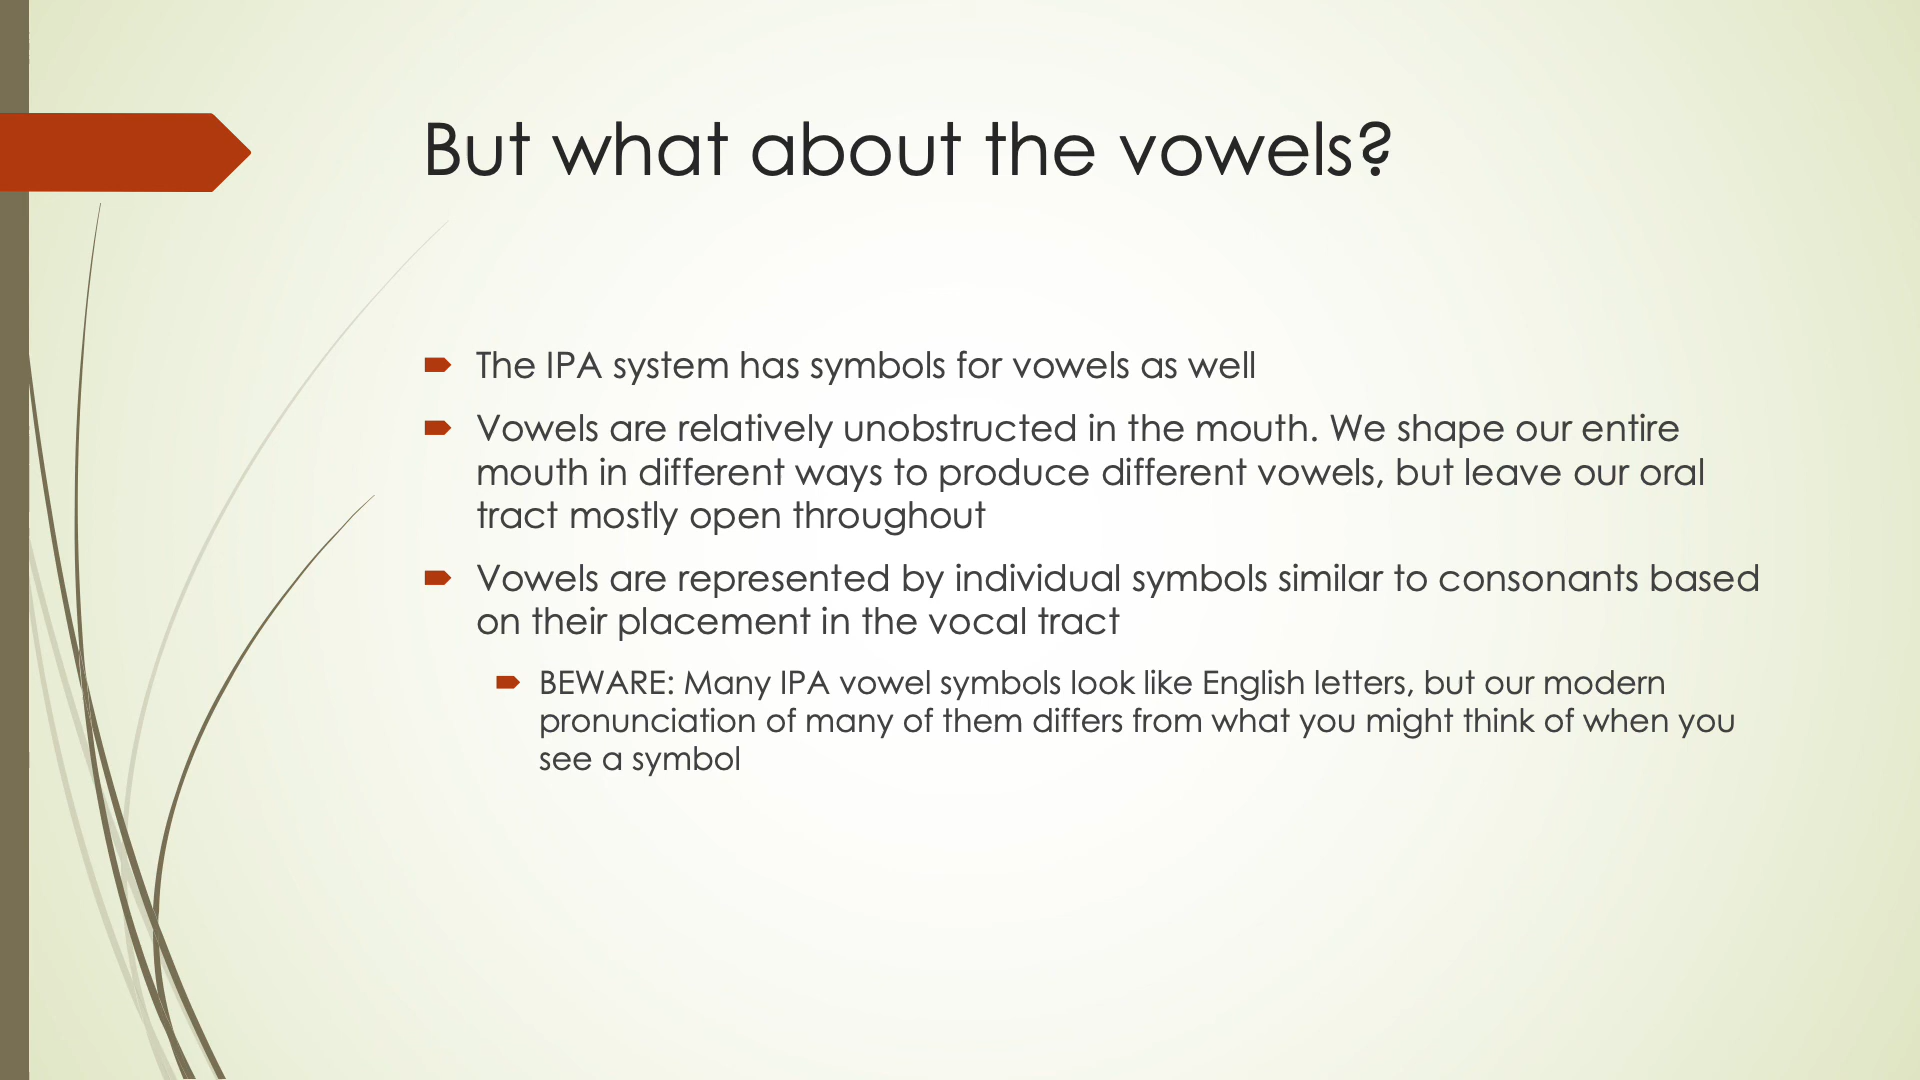 But what about the vowels?
The IPA system has symbols for vowels as well
Vowels are relatively unobstructed in the mouth. We shape our entire
mouth in different ways to produce different vowels, but leave our oral
tract mostly open throughout
Vowels are represented by individual symbols similar to consonants based
on their placement in the vocal tract
BEWARE: Many IPA vowel symbols look like English letters, but our modern
pronunciation of many of them differs from what you might think of when you
see a symbol